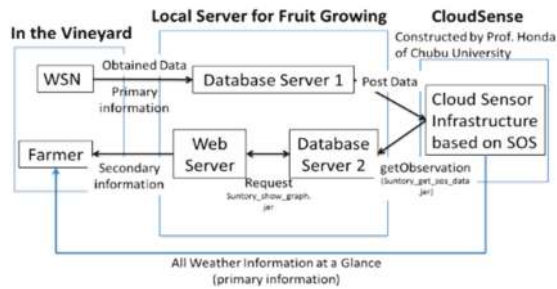 Local Server for Fruit Growing
CloudSense
In the Vineyard
Constructed by Prof. Honda
of Chubu University
Obtained Data
WSN
Primary
information
Database Server 1
Post Data
Cloud Sensor
Infrastructure
based on SOS
Farmer
Web
Server
Database
Server 2
Secondary
information
Request
Suntory_show_graph.
jar
getObservation
(Suntory_get_sos_data
jar)
All Weather Information at a Glance
(primary information)